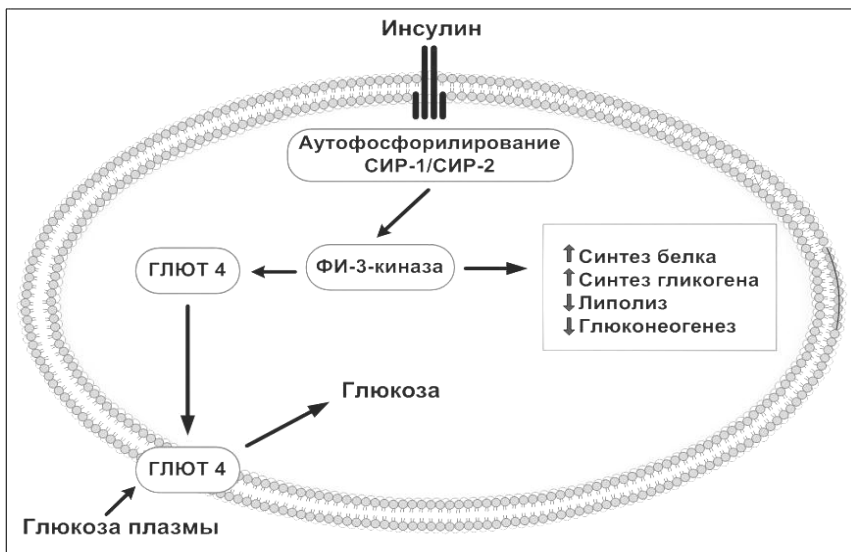 Инсулин
Аутофосфорилирование
СИР-1/СИР-2
ГЛЮТ 4
ФИ-3-киназа
Синтез белка
Синтез гликогена
Липолиз
Глюконеогенез
Глюкоза
ГЛЮТ 4
Глюкоза плазмы